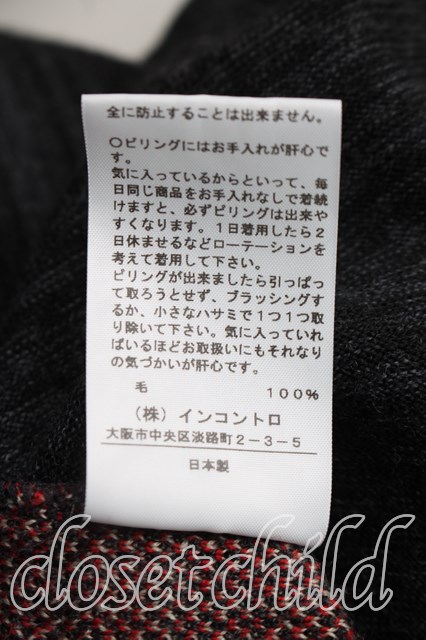 全に防止することは出来ません。
○ピリングにはお手入れが肝心で
す。
気に入っているからといって、毎
日同じ商品をお手入れなしで着続
けますと、必ずピリングは出来や
すくなります。1日着用したら2
日休ませるなどローテーションを
考えて着用して下さい。
ピリングが出来ましたら引っぱっ
て取ろうとせず、ブラッシングす
るか、小さなハサミで1つ1つ取
り除いて下さい。気に入っていれ
ばいるほどお取扱いにもそれなり
の気づかいが肝心です。
毛 100%
(株)インコントロ
大阪市中央区淡路町2-3-5
日本製
closetchild